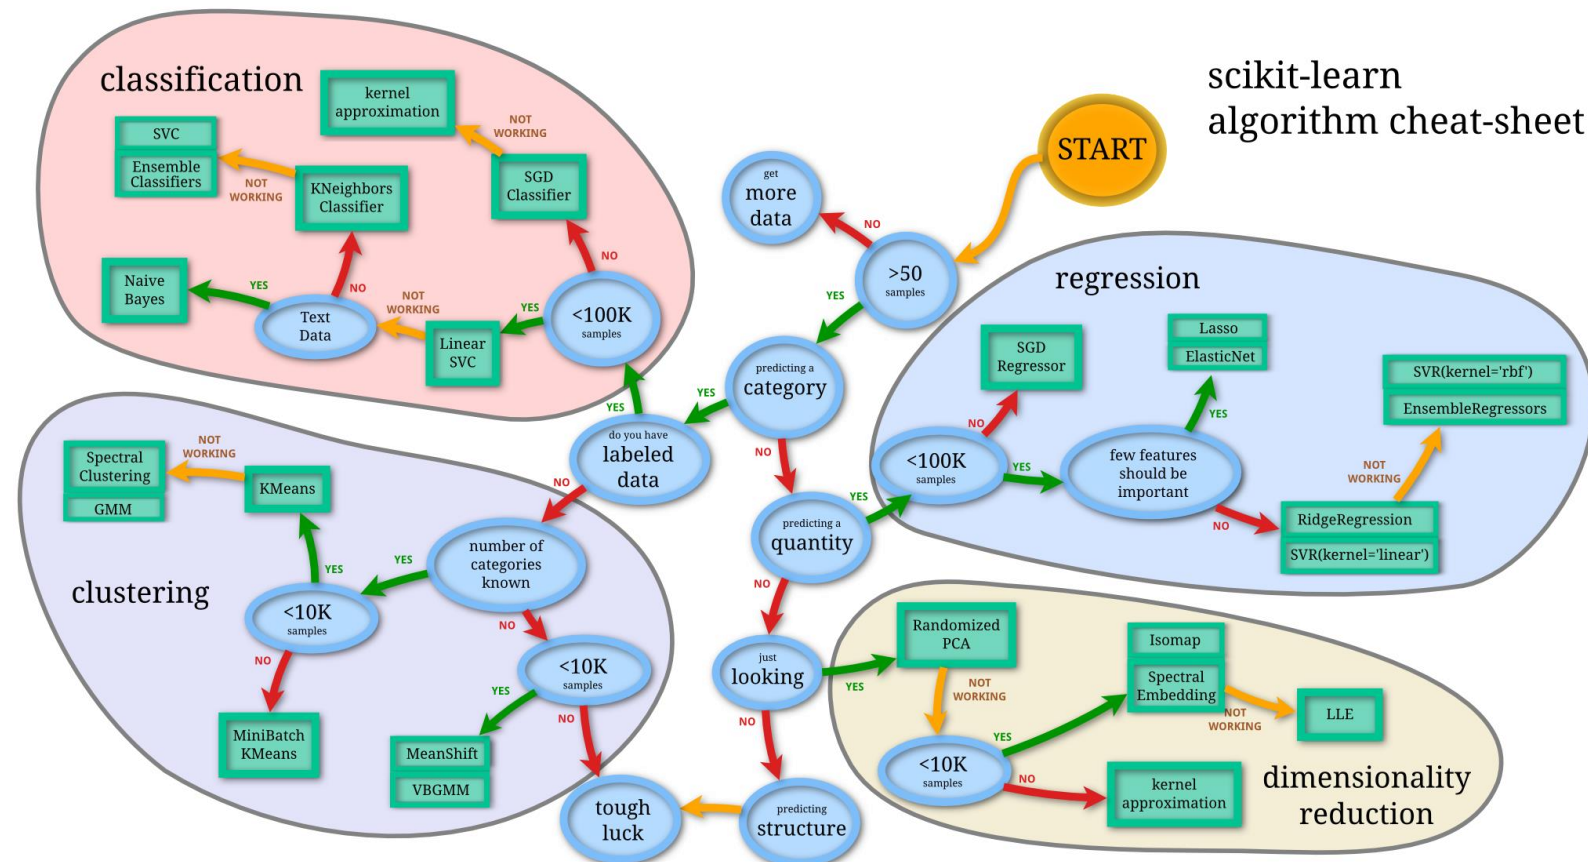 scikit-learn
algorithm cheat-sheet
START
classification
kernel
approximation
NOT
WORKING
SVC
Ensemble
Classifiers
NOT
WORKING
KNeighbors
Classifier
SGD
Classifier
NO
Naive
Bayes
YES
NO
Text
Data
NOT
WORKING
Linear
SVC
YES
<100K
samples
get
more
data
NO
>50
samples
YES
predicting a
category
YES
NO
YES
do you have
labeled
data
NO
regression
SGD
Regressor
NO
<100K
samples
YES
Lasso
ElasticNet
YES
few features
should be
important
NO
SVR(kernel='rbf')
EnsembleRegressors
NOT
WORKING
RidgeRegression
SVR(kernel='linear')
YES
predicting a
quantity
NO
clustering
Spectral
Clustering
GMM
NOT
WORKING
KMeans
YES
<10K
samples
NO
MiniBatch
KMeans
YES
number of
categories
known
NO
<10K
samples
YES
NO
MeanShift
VBGMM
just
looking
YES
NO
tough
luck
predicting
structure
Randomized
PCA
NOT
WORKING
<10K
samples
YES
NO
Isomap
Spectral
Embedding
NOT
WORKING
LLE
kernel
approximation
dimensionality
reduction